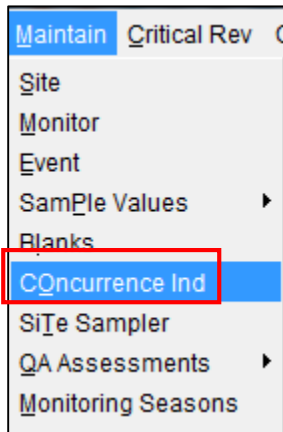 Maintain Critical Rev
Site
Monitor
Event
SamPle Values
Blanks
COncurrence Ind
SiTe Sampler
QA Assessments
Monitoring Seasons